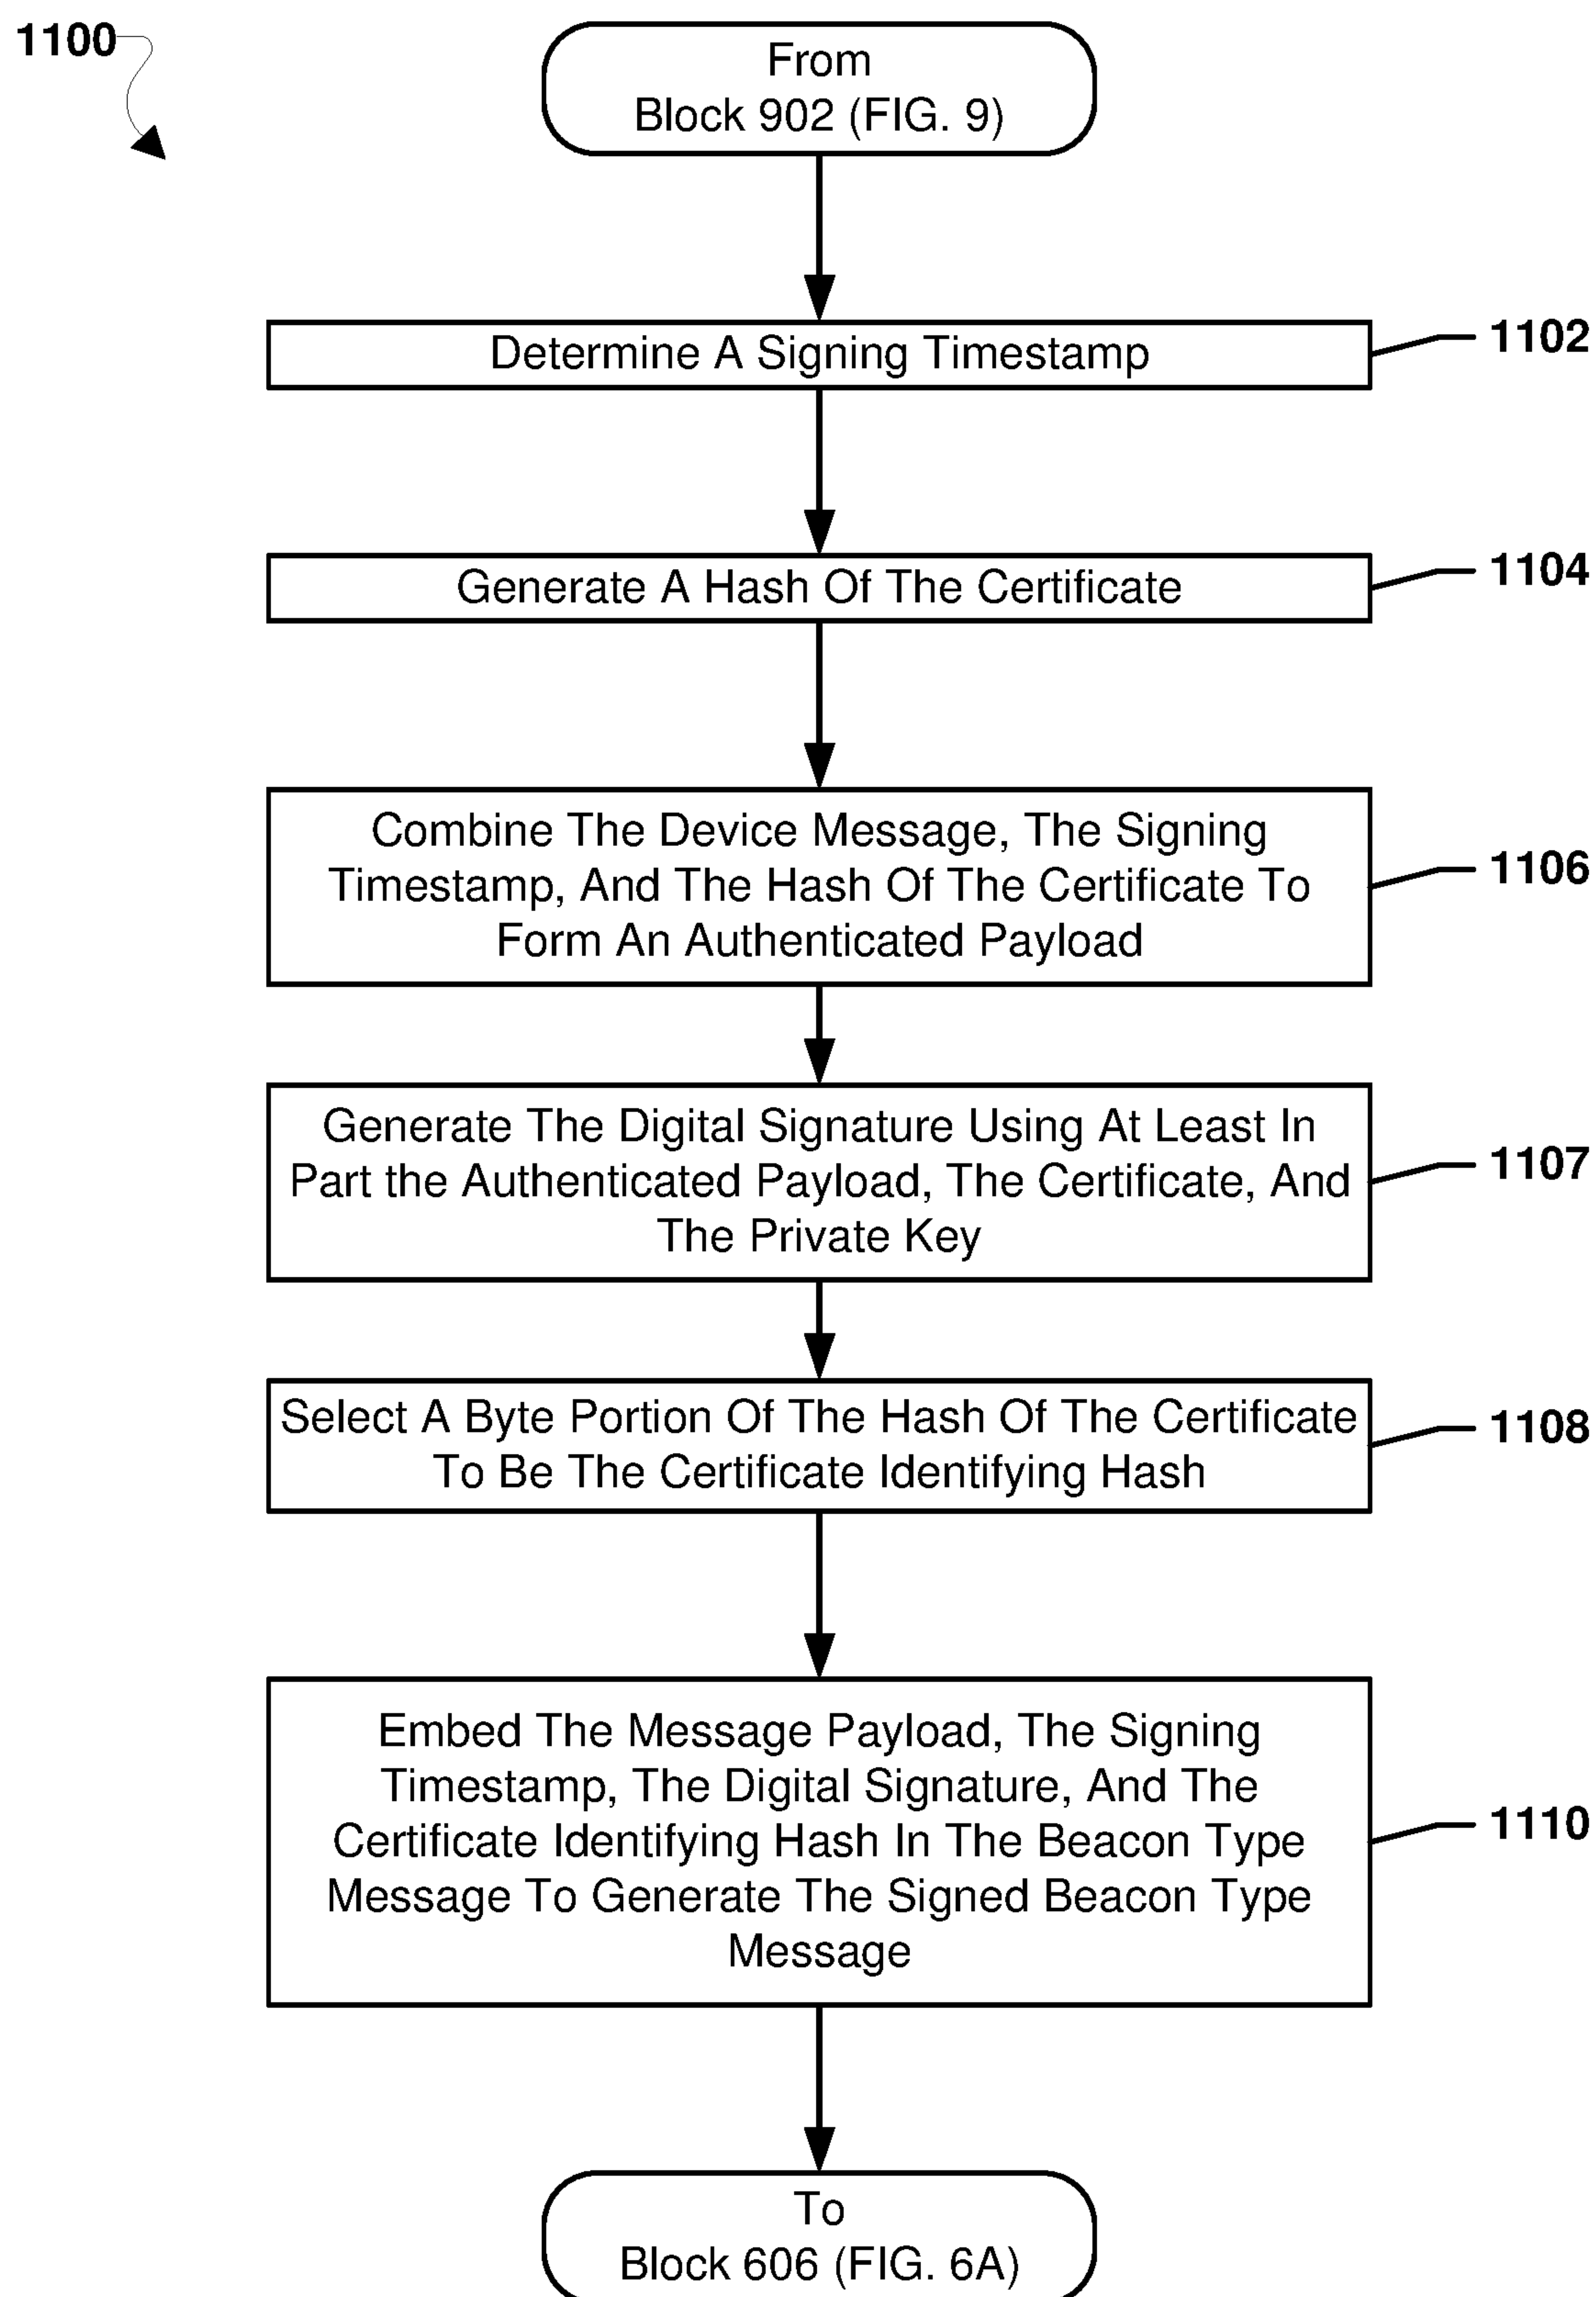 1100
From
Block 902 (FIG. 9)
Determine A Signing Timestamp
1102
Generate A Hash Of The Certificate
1104
Combine The Device Message, The Signing
Timestamp, And The Hash Of The Certificate To
Form An Authenticated Payload
1106
Generate The Digital Signature Using At Least In
Part the Authenticated Payload, The Certificate, And
The Private Key
1107
Select A Byte Portion Of The Hash Of The Certificate
To Be The Certificate Identifying Hash
1108
Embed The Message Payload, The Signing
Timestamp, The Digital Signature, And The
Certificate Identifying Hash In The Beacon Type
Message To Generate The Signed Beacon Type
Message
1110
To
Block 606 (FIG. 6A)